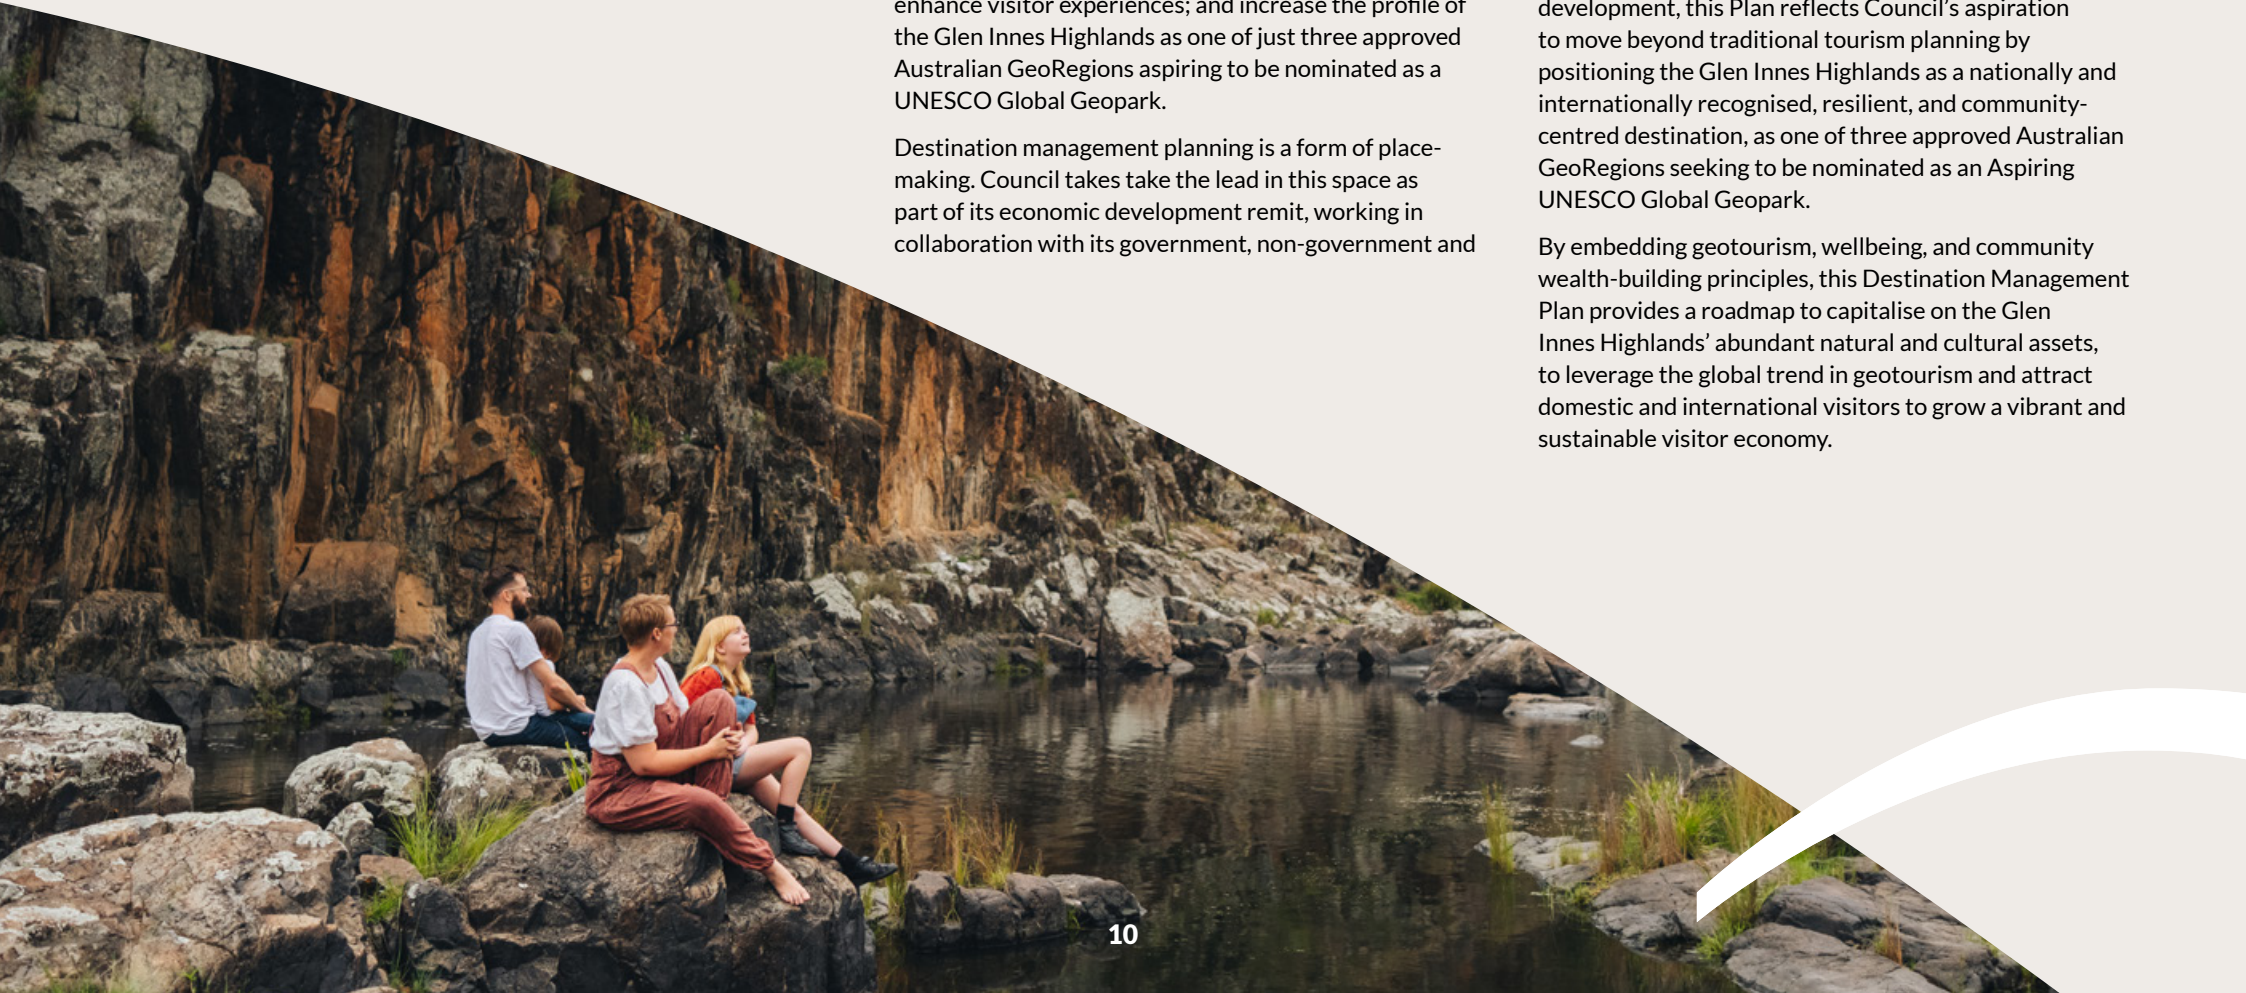 enhance visitor experiences; and increase the profile of
the Glen Innes Highlands as one of just three approved
Australian GeoRegions aspiring to be nominated as a
UNESCO Global Geopark.
Destination management planning is a form of place-
making. Council takes take the lead in this space as
part of its economic development remit, working in
collaboration with its government, non-government and
development, this Plan reflects Council's aspiration
to move beyond traditional tourism planning by
positioning the Glen Innes Highlands as a nationally and
internationally recognised, resilient, and community-
centred destination, as one of three approved Australian
GeoRegions seeking to be nominated as an Aspiring
UNESCO Global Geopark.
By embedding geotourism, wellbeing, and community
wealth-building principles, this Destination Management
Plan provides a roadmap to capitalise on the Glen
Innes Highlands' abundant natural and cultural assets,
to leverage the global trend in geotourism and attract
domestic and international visitors to grow a vibrant and
sustainable visitor economy.
10